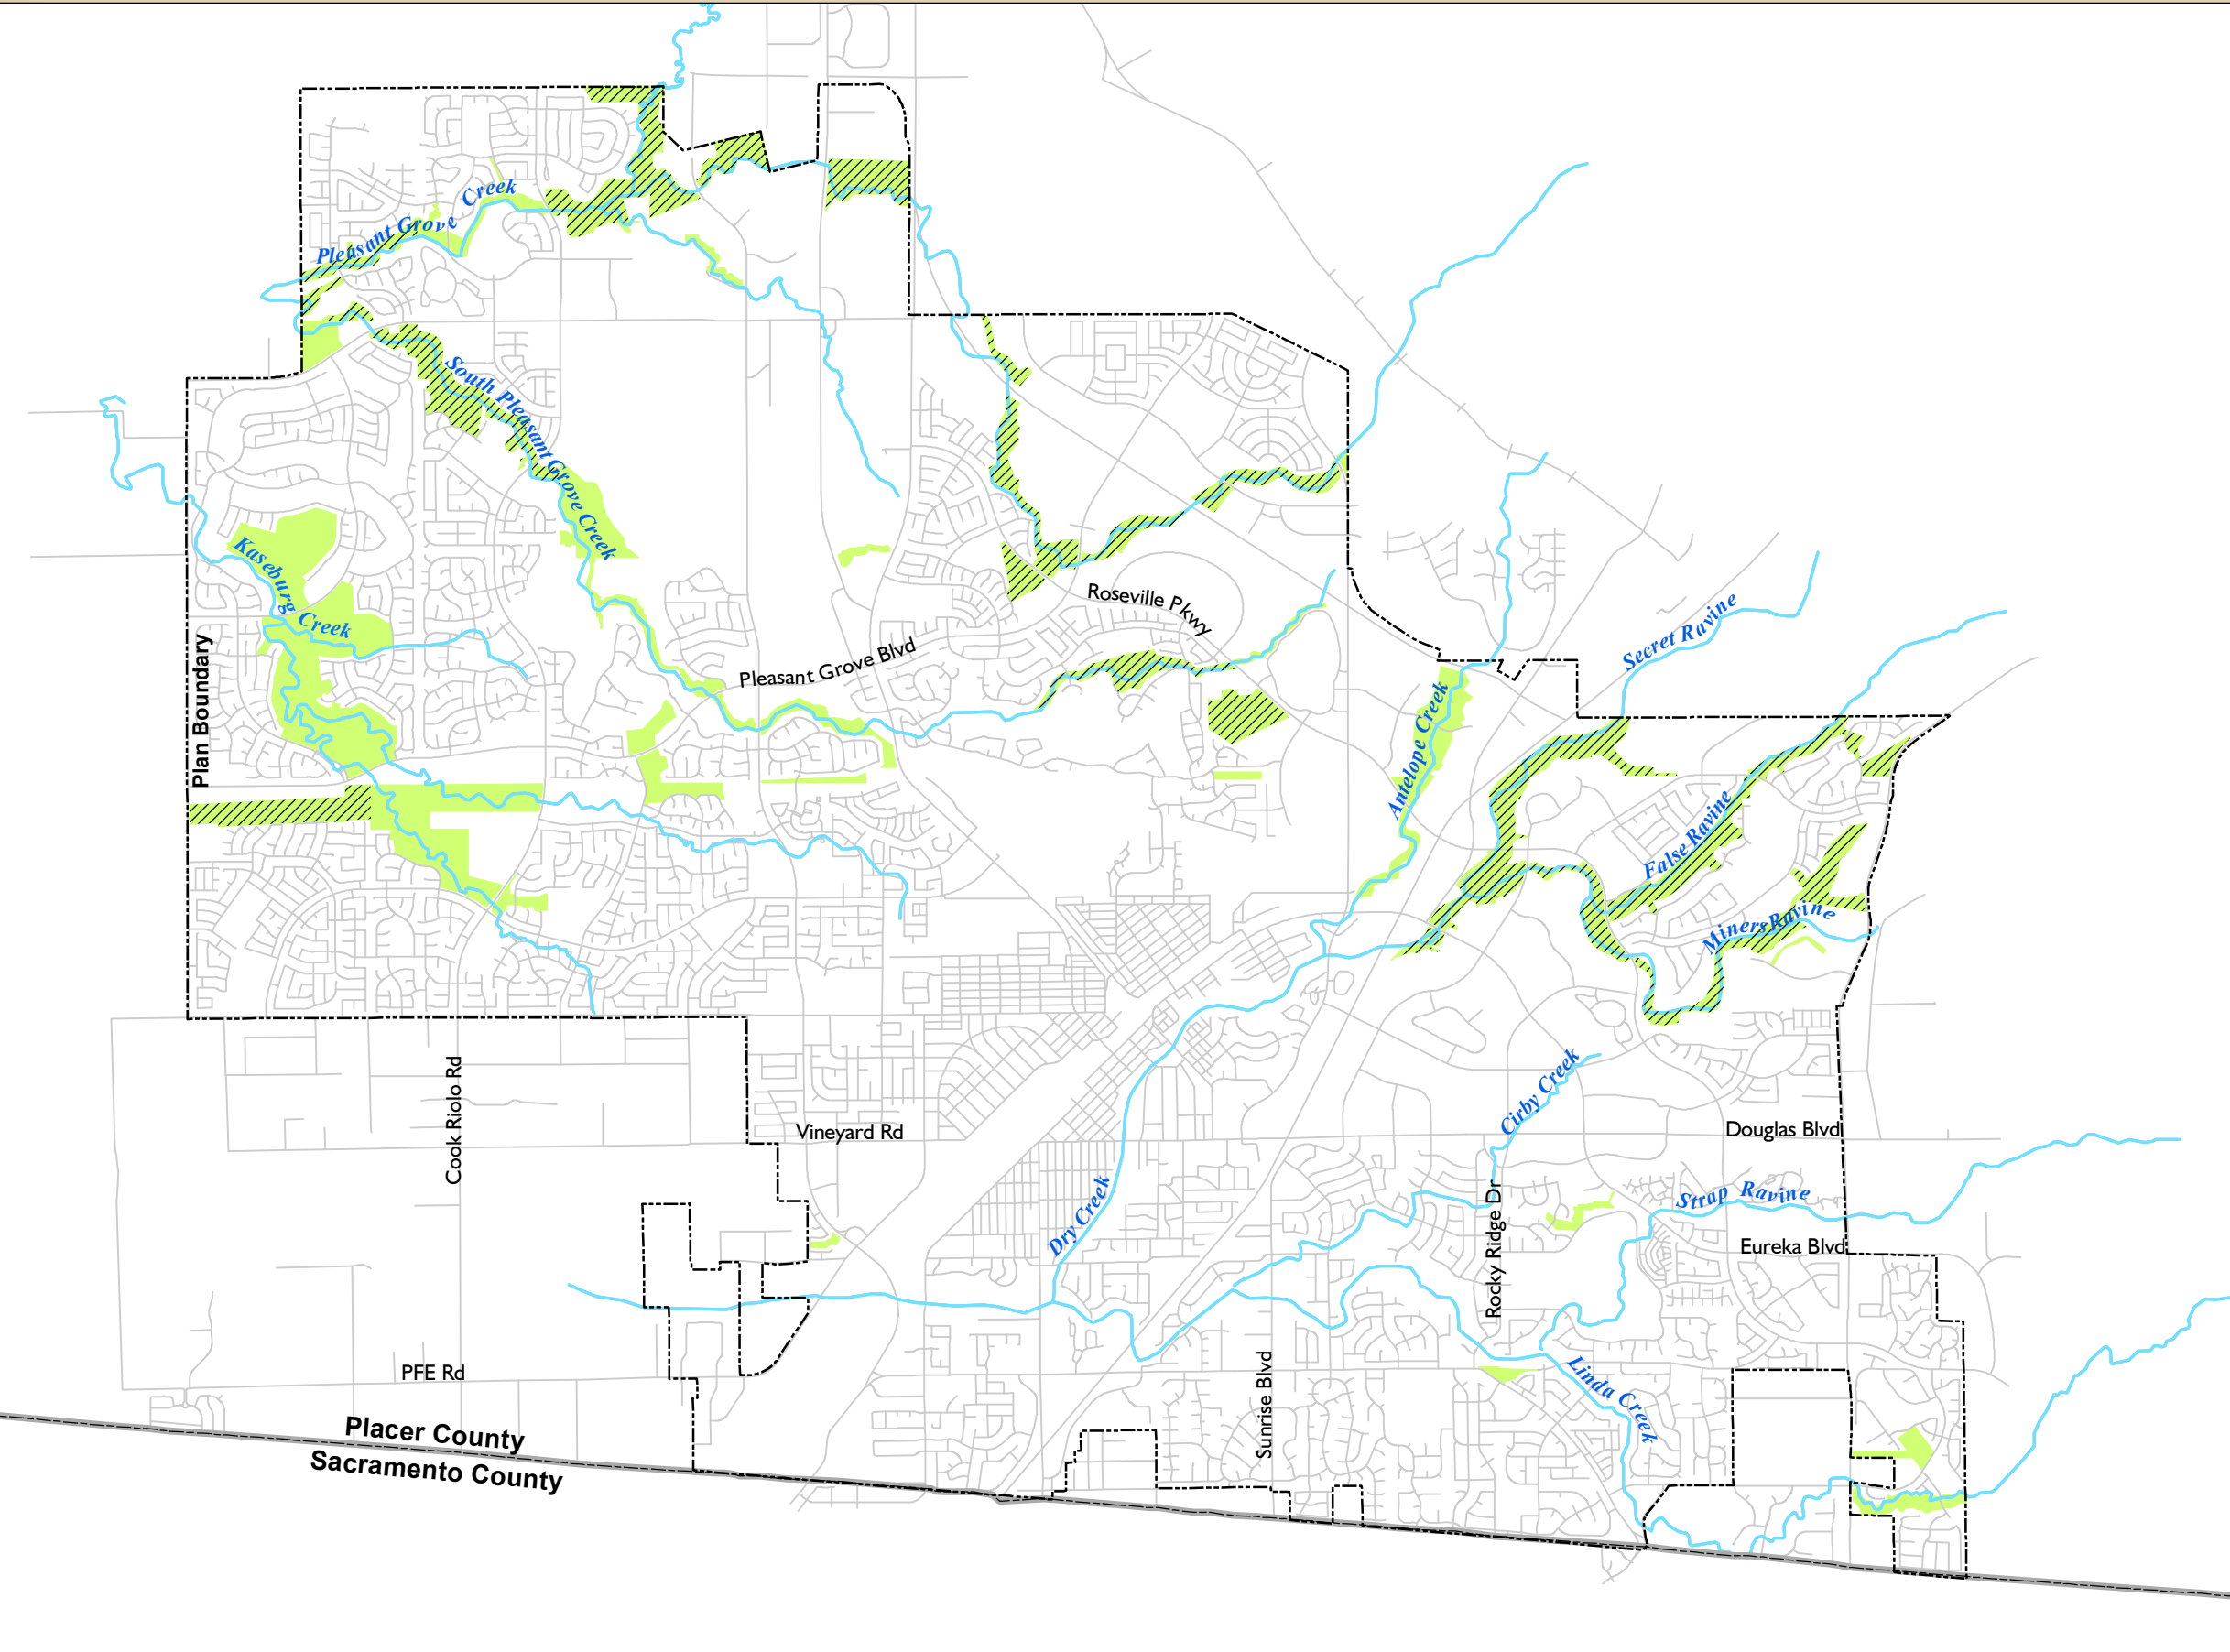 Pleasant Grove Creek
South Pleasant Grove Creek
Kaseburg Creek
Roseville Pkwy
Secret Ravine
Plan Boundary
Pleasant Grove Blvd
Antelope Creek
False Ravine
Miners Ravine
Cirby Creek
Cook Riolo Rd
Vineyard Rd
Douglas Blvd
Dry Creek
Strap Ravine
Rocky Ridge Dr
Eureka Blvd
PFE Rd
Sunrise Blvd
Linda Creek
Placer County
Sacramento County